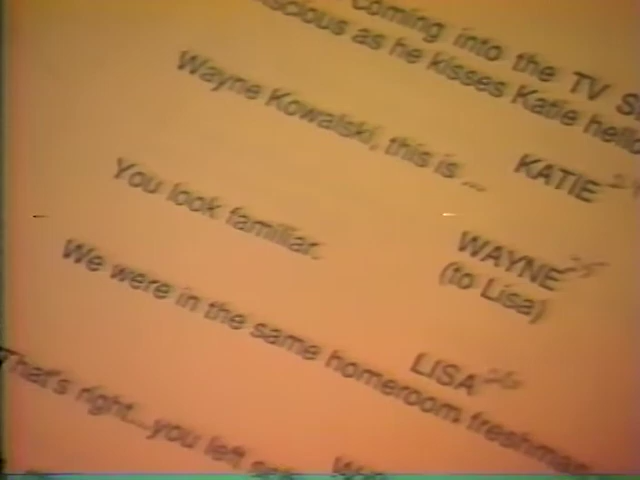 coming into the TV
as he kisses Katie hello
KATIE
Wayne Kowalski, this is ...
WAYNE
(to Lisa)
You look familiar.
LISA
We were in the same homeroom freshman
That's right...you left